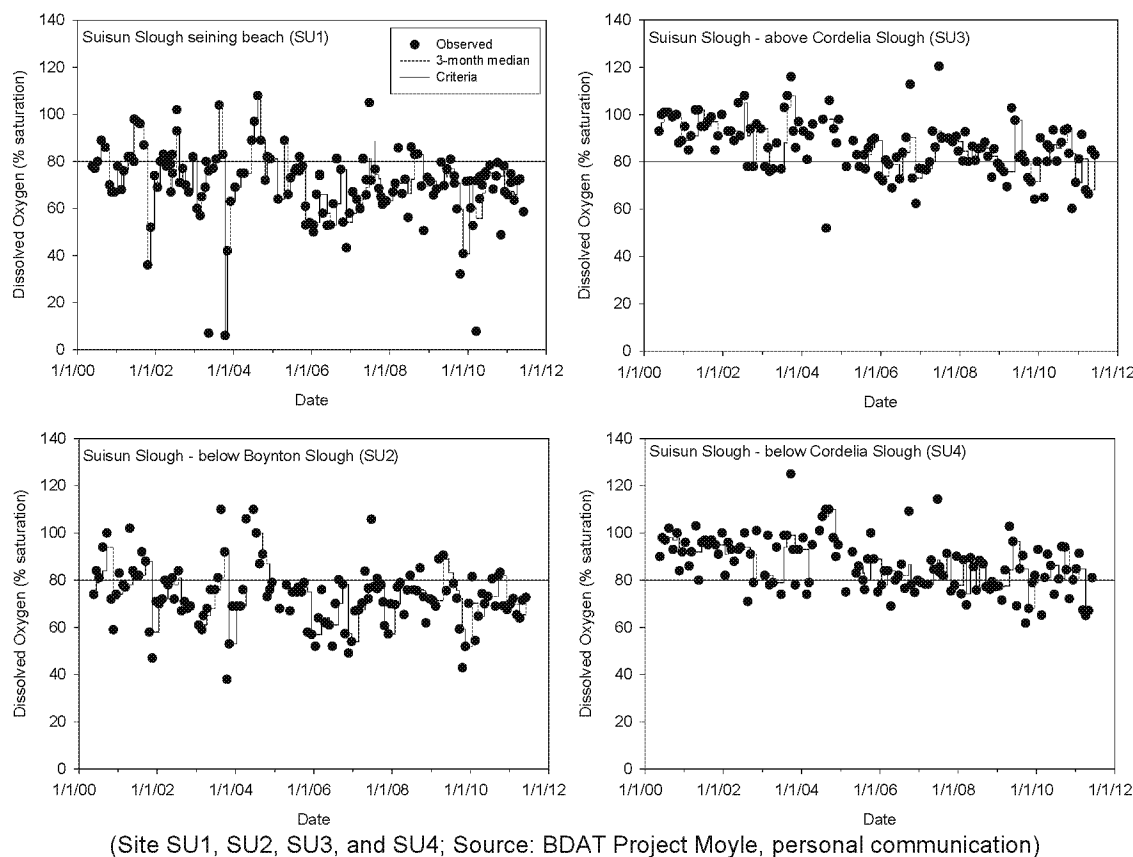 Suisun Slough seining beach (SU1)
Observed
3-month median
Criteria
Dissolved Oxygen (% saturation)
140
120
100
80
60
40
20
0
1/1/00 1/1/02 1/1/04 1/1/06 1/1/08 1/1/10 1/1/12
Date
Suisun Slough - above Cordelia Slough (SU3)
Dissolved Oxygen (% saturation)
140
120
100
80
60
40
20
0
1/1/00 1/1/02 1/1/04 1/1/06 1/1/08 1/1/10 1/1/12
Date
Suisun Slough - below Boynton Slough (SU2)
Dissolved Oxygen (% saturation)
140
120
100
80
60
40
20
0
1/1/00 1/1/02 1/1/04 1/1/06 1/1/08 1/1/10 1/1/12
Date
Suisun Slough - below Cordelia Slough (SU4)
Dissolved Oxygen (% saturation)
140
120
100
80
60
40
20
0
1/1/00 1/1/02 1/1/04 1/1/06 1/1/08 1/1/10 1/1/12
Date
(Site SU1, SU2, SU3, and SU4; Source: BDAT Project Moyle, personal communication)